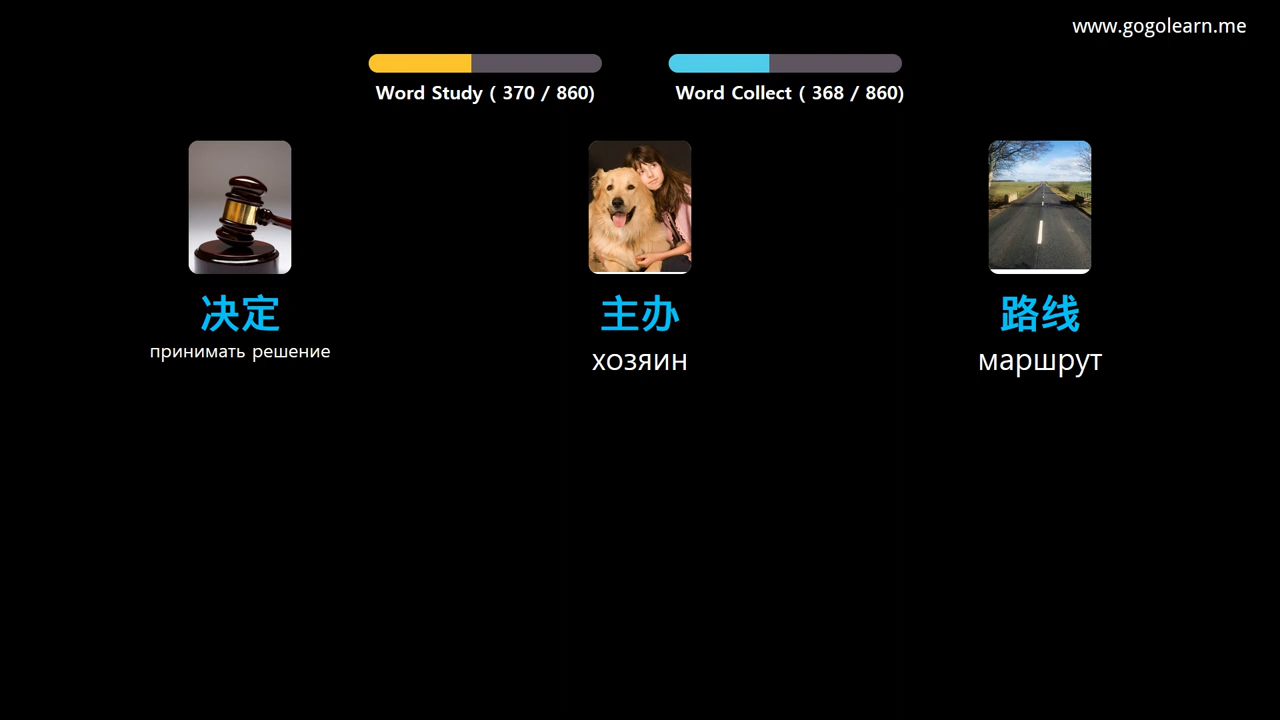 www.gogolearn.me
Word Study ( 370 / 860)
Word Collect ( 368 / 860)
决定
主办
路线
принимать решение
хозяин
маршрут